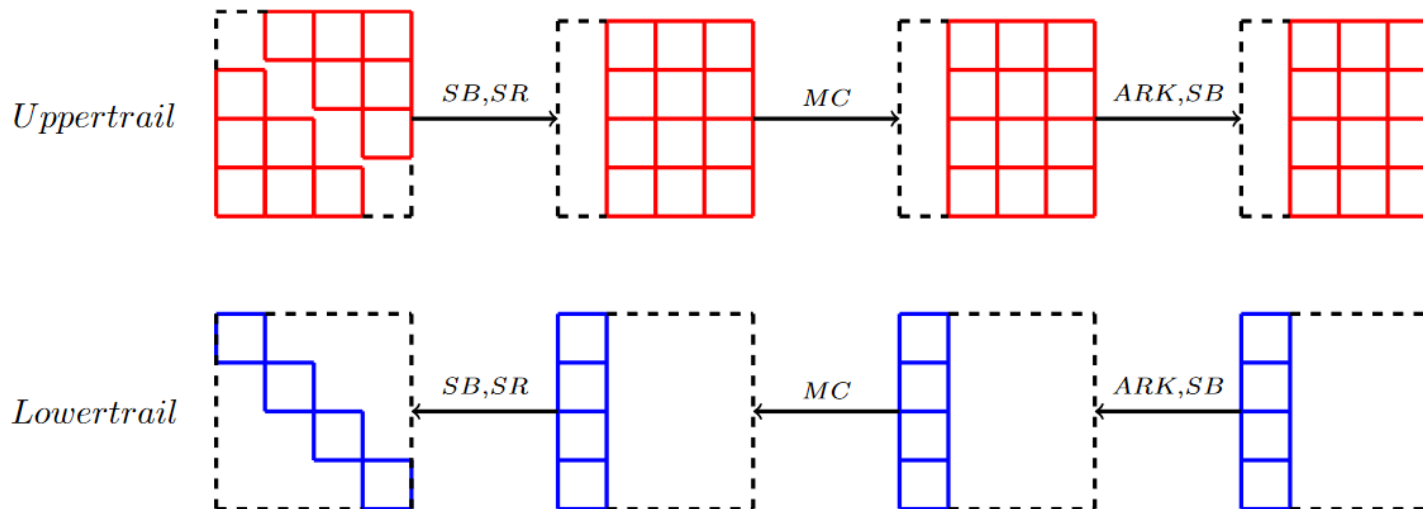 SB,SR
MC
ARK,SB
Uppertrail
SB,SR
MC
ARK,SB
Lowertrail